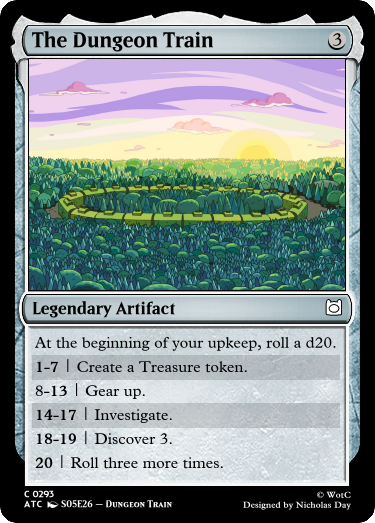 The Dungeon Train 3
Legendary Artifact
At the beginning of your upkeep, roll a d20.
1-7 | Create a Treasure token.
8-13 | Gear up.
14-17 | Investigate.
18-19 | Discover 3.
20 | Roll three more times.
C 0293 © WotC
ATC S05E26 — Dungeon Train Designed by Nicholas Day